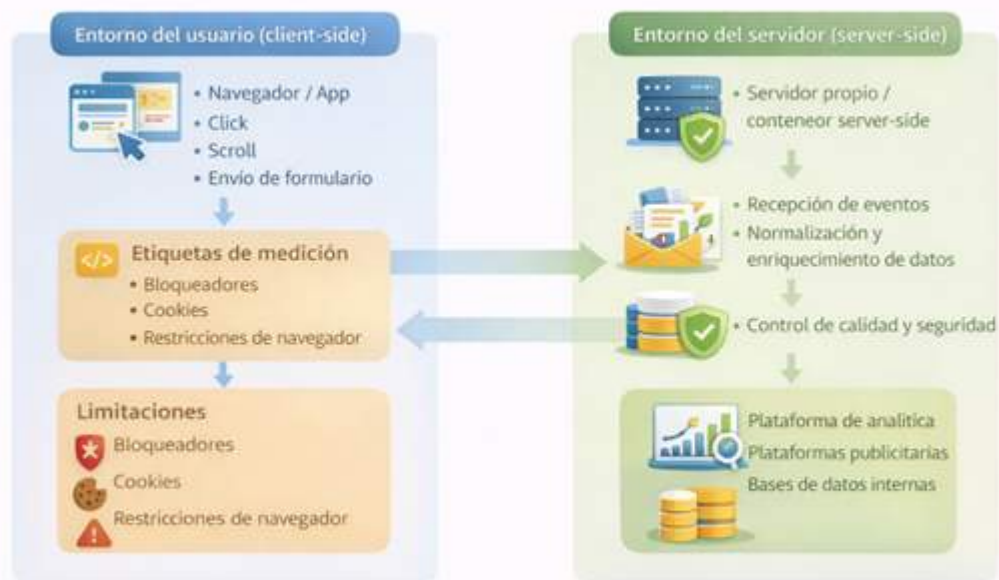 Entorno del usuario (client-side)
• Navegador / App
• Click
• Scroll
• Envío de formulario
</> Etiquetas de medición
• Bloqueadores
• Cookies
• Restricciones de navegador
Limitaciones
Bloqueadores
Cookies
Restricciones de navegador
Entorno del servidor (server-side)
• Servidor propio /
conteneor server-side
• Recepción de eventos
• Normalización y
enriquecimiento de datos
• Control de calidad y seguridad
Plataforma de analítica
Plataformas publicitarias
Bases de datos internas